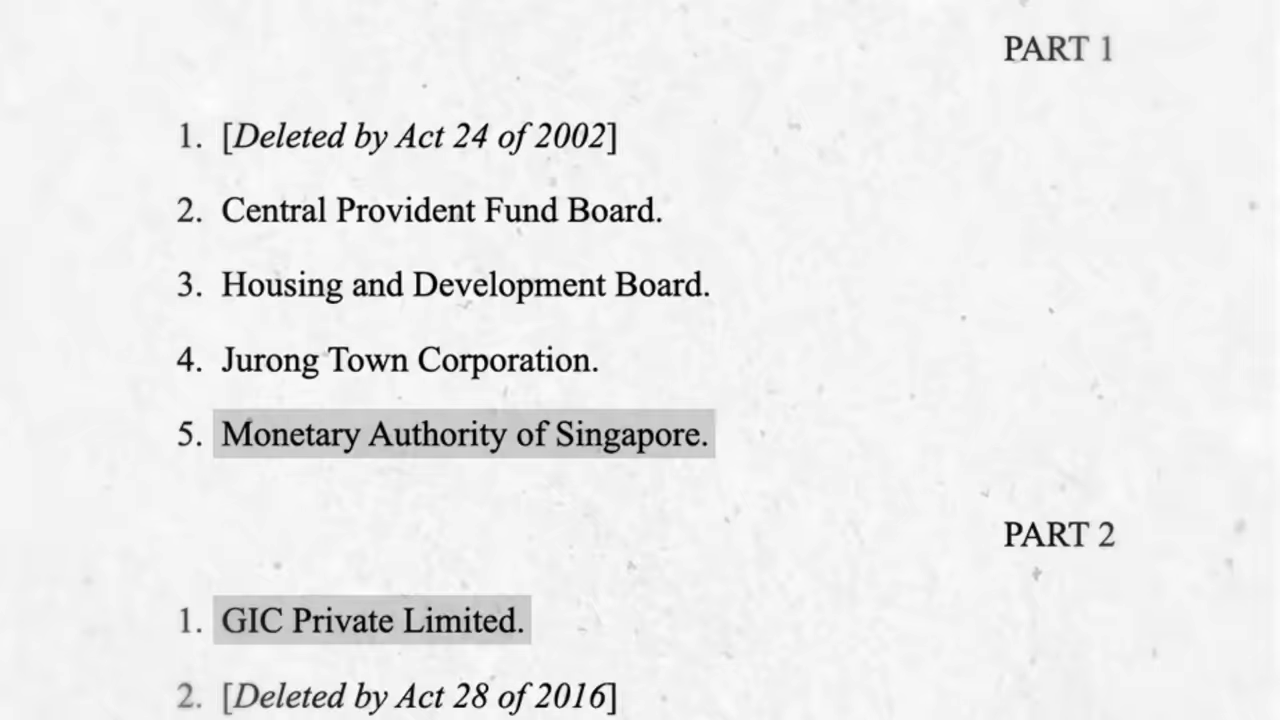 PART 1
1. [Deleted by Act 24 of 2002]
2. Central Provident Fund Board.
3. Housing and Development Board.
4. Jurong Town Corporation.
5. Monetary Authority of Singapore.
PART 2
1. GIC Private Limited.
2. [Deleted by Act 28 of 2016]